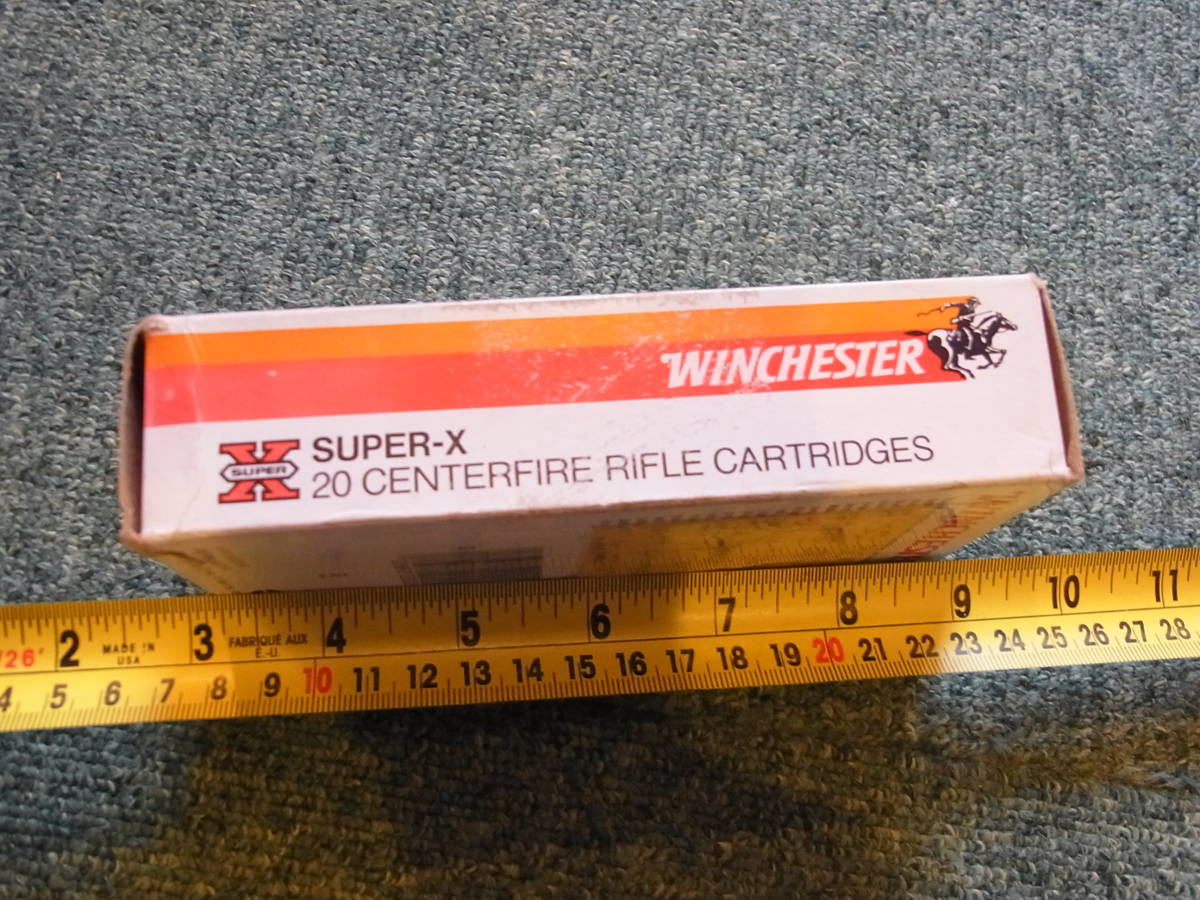 WINCHESTER
SUPER
SUPER-X
20 CENTERFIRE RIFLE CARTRIDGES
/26' 2 MADE IN USA 3 FABRIQUÉ AUX É.-U. 4 5 6 7 8 9 10 11
4 5 6 7 8 9 10 11 12 13 14 15 16 17 18 19 20 21 22 23 24 25 26 27 28